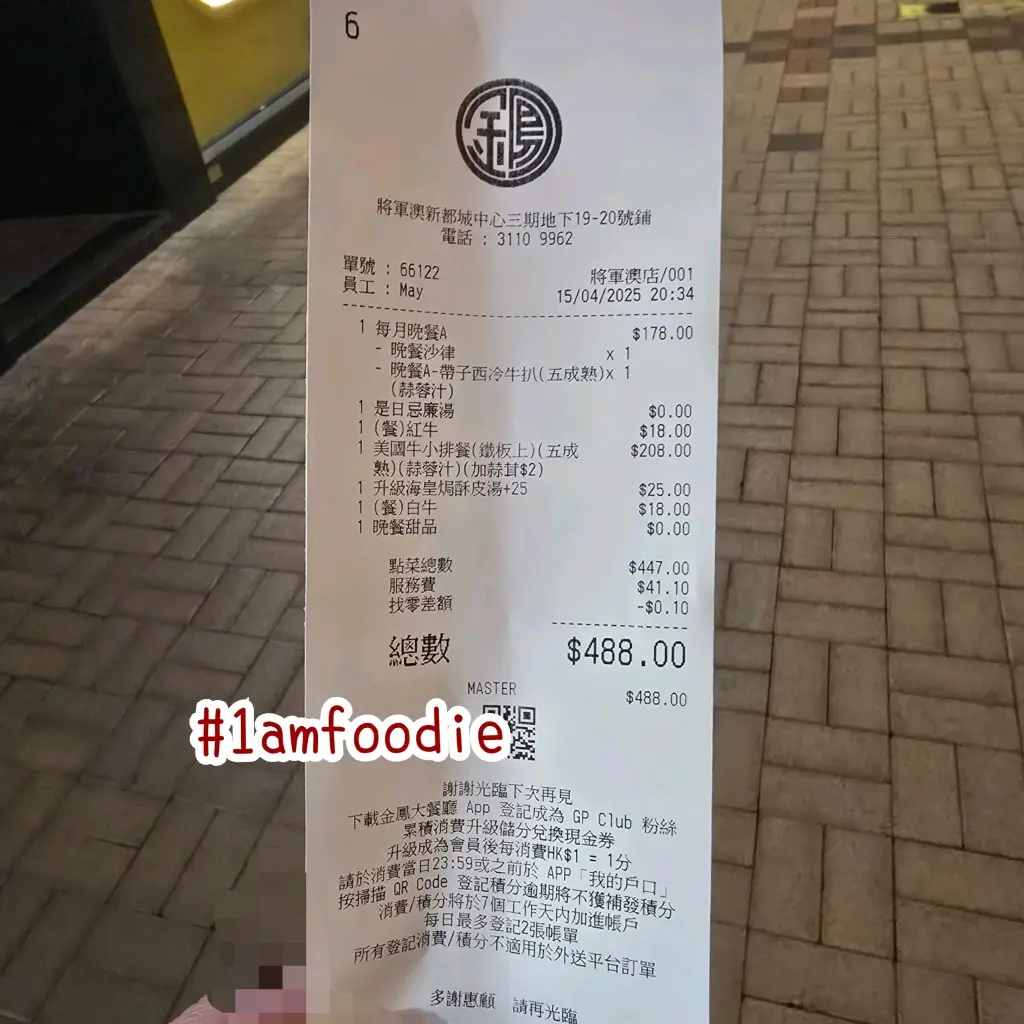 6
金鳳
將軍澳新都城中心三期地下19-20號鋪
電話 : 3110 9962
單號 : 66122 將軍澳店/001
員工 : May 15/04/2025 20:34
1 每月晚餐A $178.00
- 晚餐沙律 x 1
- 晚餐A-帶子西冷牛扒(五成熟)x 1
(蒜蓉汁)
1 是日忌廉湯 $0.00
1 (餐)紅牛 $18.00
1 美國牛小排餐(鐵板上)(五成 $208.00
熟)(蒜蓉汁)(加蒜茸$2)
1 升級海皇焗酥皮湯+25 $25.00
1 (餐)白牛 $18.00
1 晚餐甜品 $0.00
點菜總數 $447.00
服務費 $41.10
找零差額 -$0.10
總數 $488.00
MASTER $488.00
#1amfoodie
謝謝光臨下次再見
下載金鳳大餐廳 App 登記成為 GP Club 粉絲
累積消費升級儲分兌換現金券
升級成為會員後每消費HK$1 = 1分
請於消費當日23:59或之前於 APP「我的戶口」
按掃描 QR Code 登記積分逾期將不獲補發積分
消費/積分將於7個工作天內加進帳戶
每日最多登記2張帳單
所有登記消費/積分不適用於外送平台訂單
多謝惠顧 請再光臨